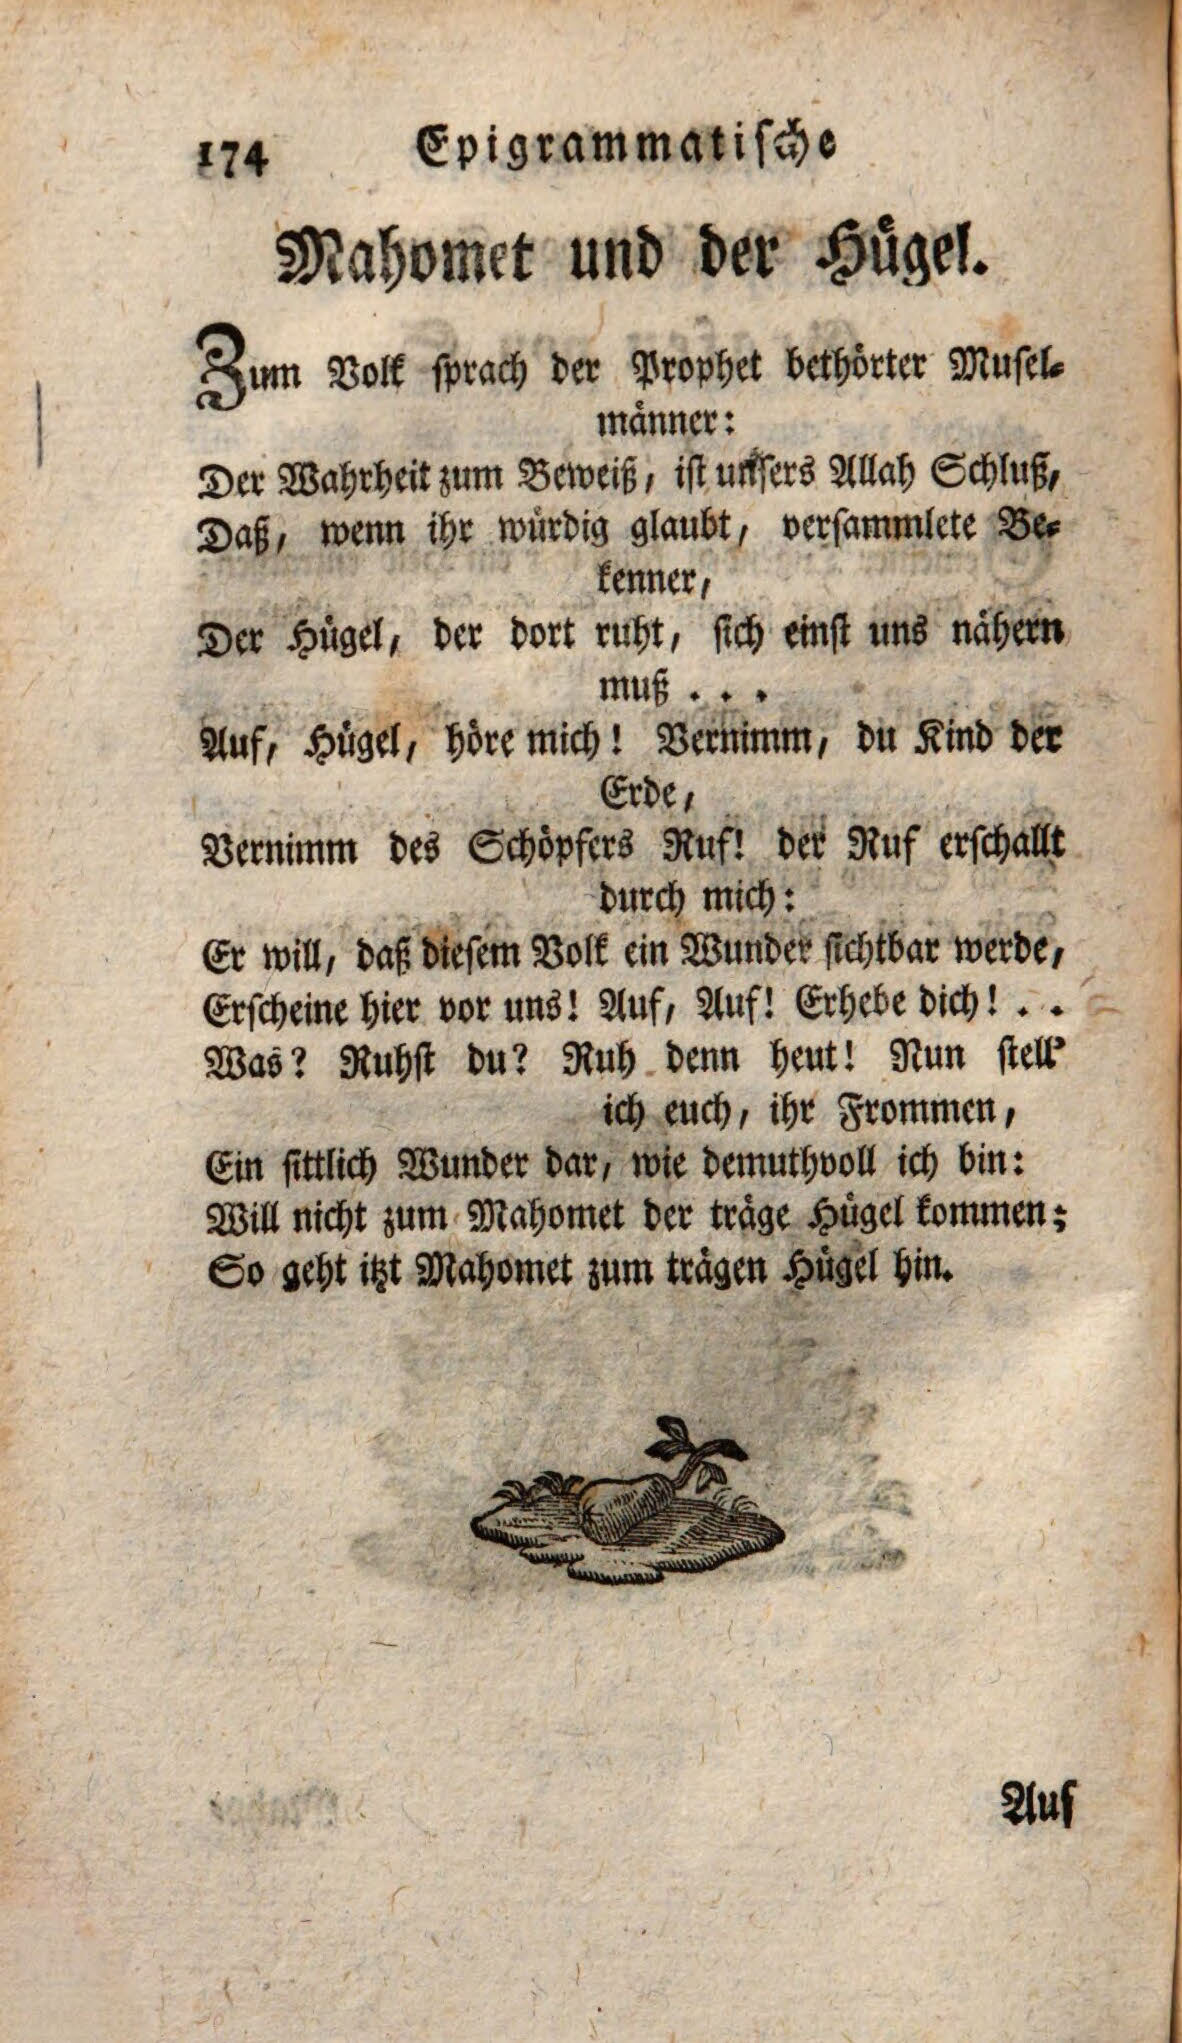 174 Epigrammatische
Mahomet und der Hügel.
Zum Volk sprach der Prophet bethörter Musel-
männer:
Der Wahrheit zum Beweiß, ist unsers Allah Schluß,
Daß, wenn ihr würdig glaubt, versammlete Be-
kenner,
Der Hügel, der dort ruht, sich einst uns nähern
muß . . .
Auf, Hügel, höre mich! Vernimm, du Kind der
Erde,
Vernimm des Schöpfers Ruf! der Ruf erschallt
durch mich:
Er will, daß diesem Volk ein Wunder sichtbar werde,
Erscheine hier vor uns! Auf, Auf! Erhebe dich! . .
Was? Ruhst du? Ruh denn heut! Nun stell'
ich euch, ihr Frommen,
Ein sittlich Wunder dar, wie demuthvoll ich bin:
Will nicht zum Mahomet der träge Hügel kommen;
So geht itzt Mahomet zum trägen Hügel hin.
Auf